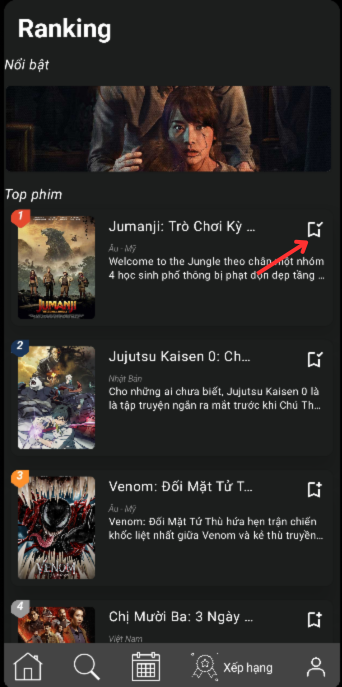 Ranking
Nổi bật
Top phim
1
Jumanji: Trò Chơi Kỳ ...
Âu - Mỹ
Welcome to the Jungle theo chân một nhóm
4 học sinh phổ thông bị phạt dọn dẹp tầng ...
JUMANJI
2
Jujutsu Kaisen 0: Ch...
Nhật Bản
Cho những ai chưa biết, Jujutsu Kaisen 0 là
là tập truyện ngắn ra mắt trước khi Chú Th...
3
Venom: Đối Mặt Tử T...
Âu - Mỹ
Venom: Đối Mặt Tử Thù hứa hẹn trận chiến
khốc liệt nhất giữa Venom và kẻ thù truyền...
VENOM
4
Chị Mười Ba: 3 Ngày ...
Việt Nam
Xếp hạng